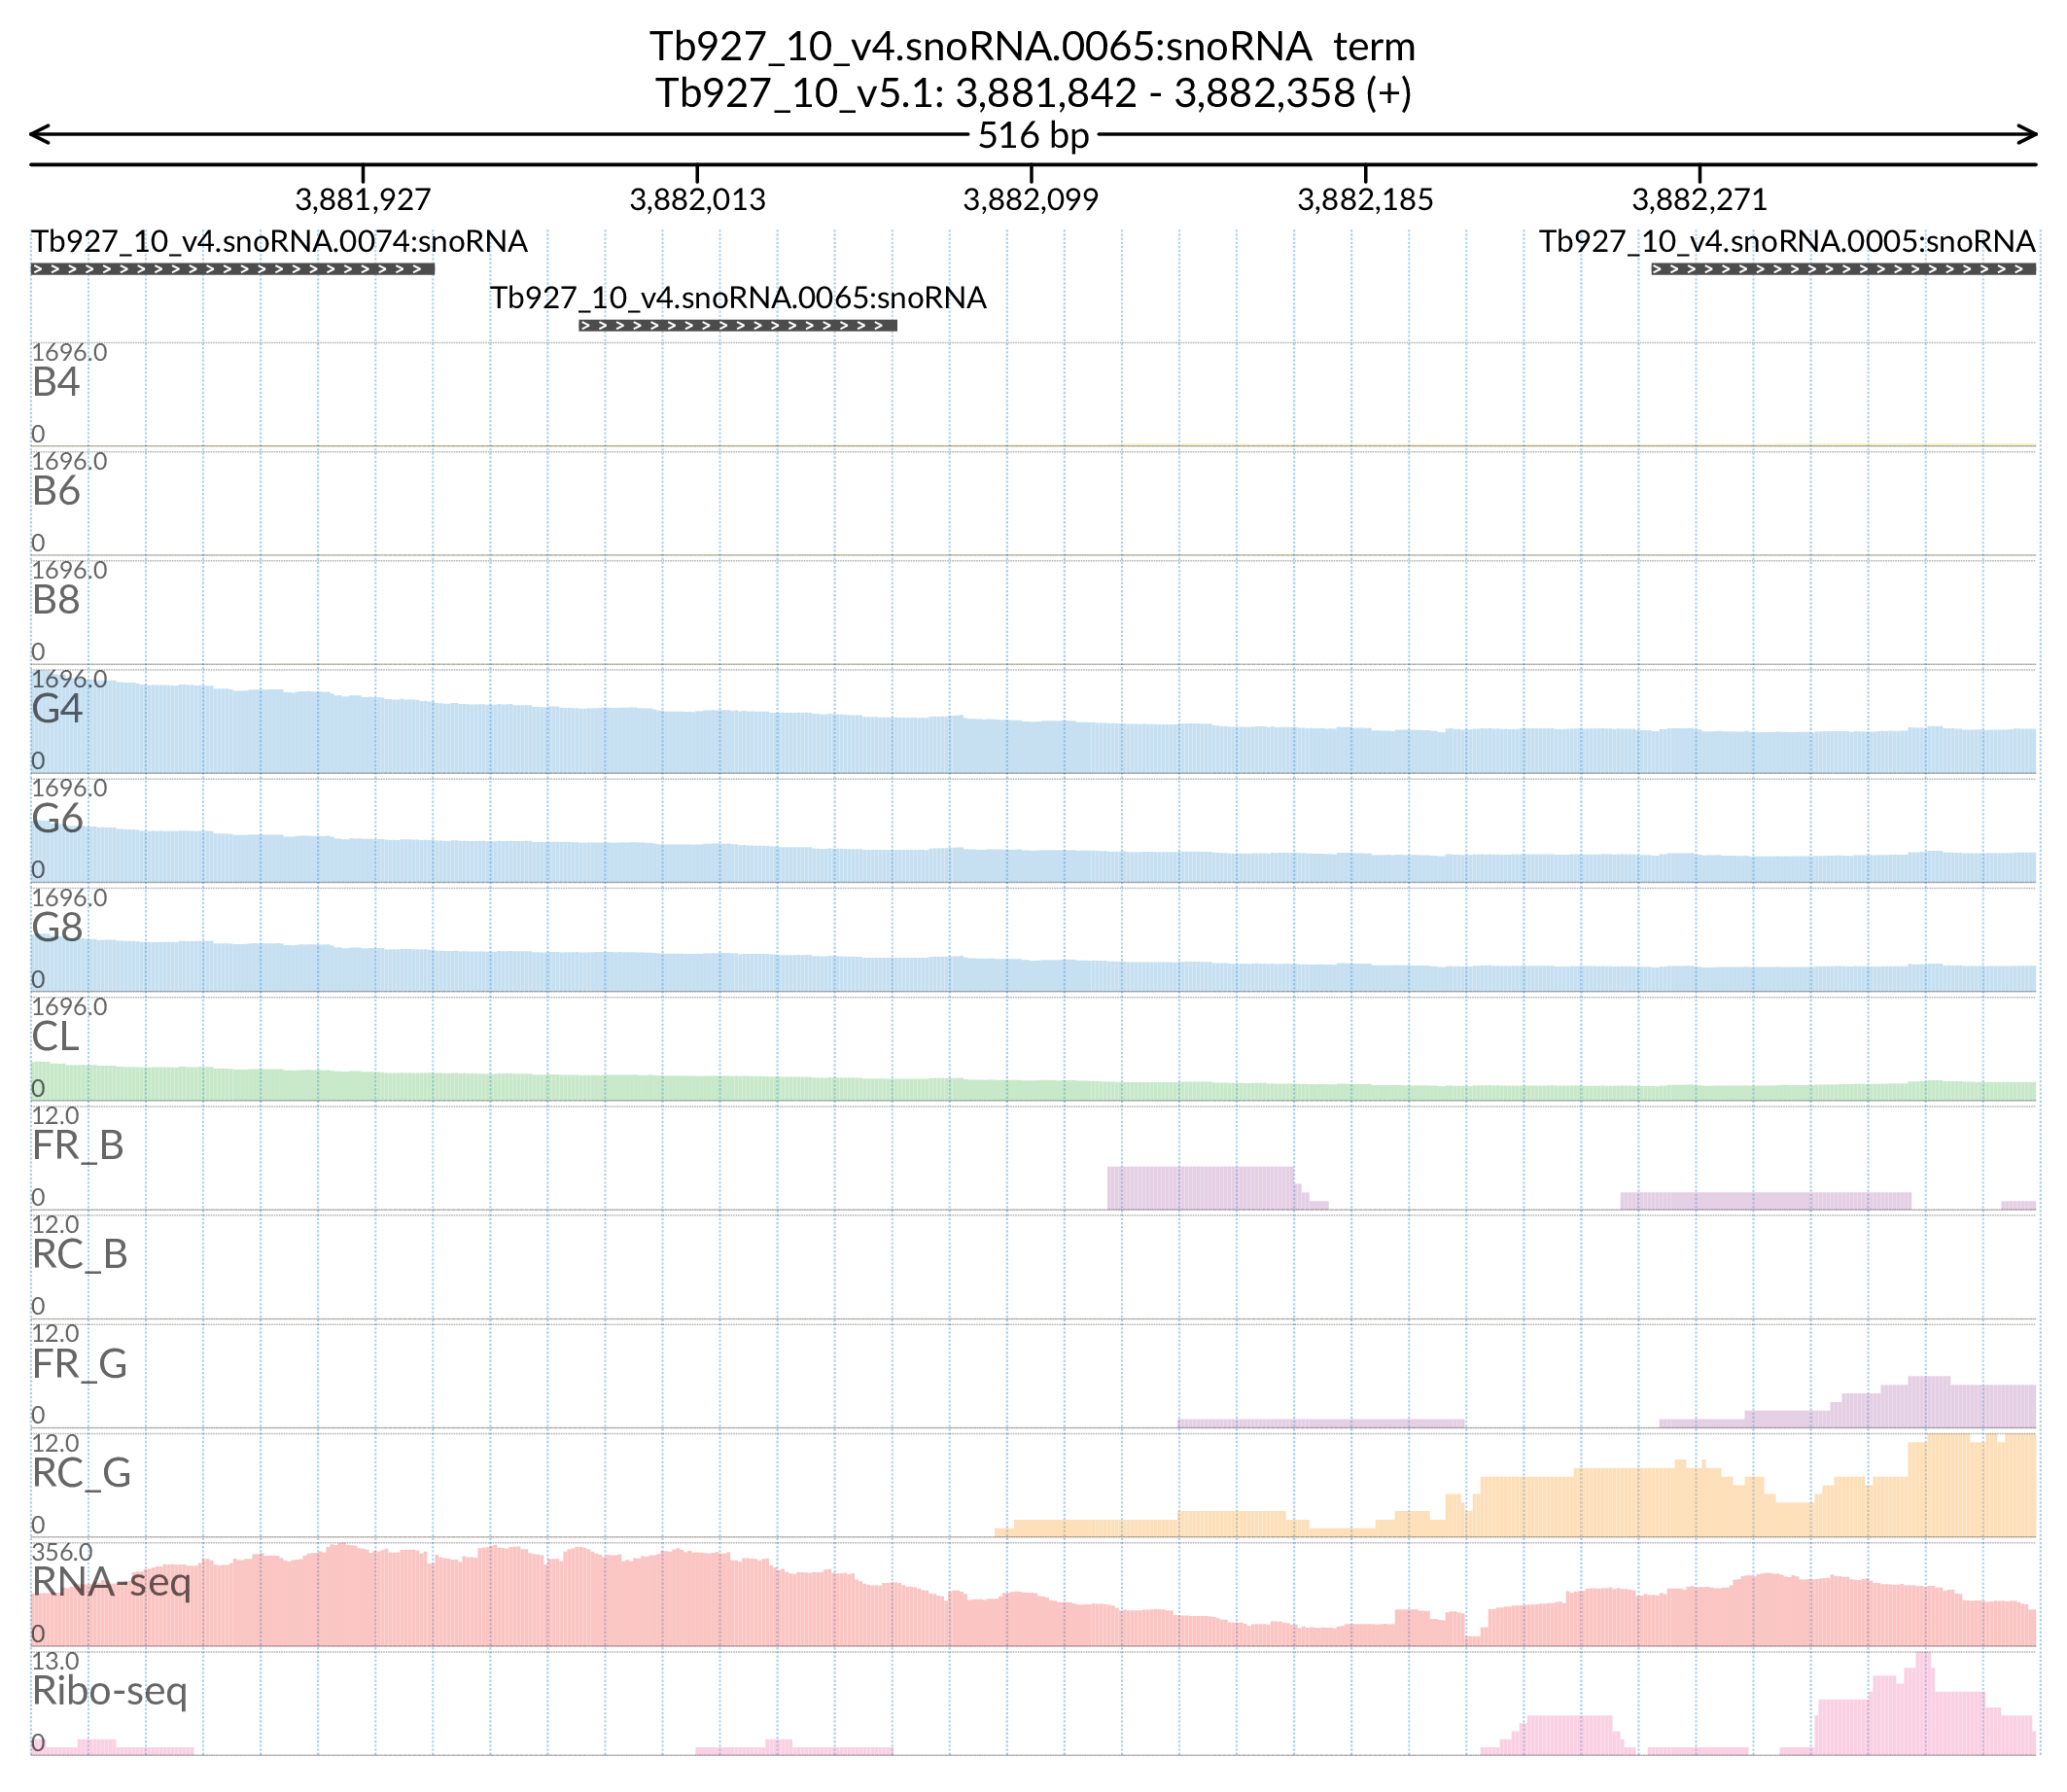 Tb927_10_v4.snoRNA.0065:snoRNA term
Tb927_10_v5.1: 3,881,842 - 3,882,358 (+)
516 bp
3,881,927 3,882,013 3,882,099 3,882,185 3,882,271
Tb927_10_v4.snoRNA.0074:snoRNA Tb927_10_v4.snoRNA.0005:snoRNA
Tb927_10_v4.snoRNA.0065:snoRNA
1696.0
B4
0
1696.0
B6
0
1696.0
B8
0
1696.0
G4
0
1696.0
G6
0
1696.0
G8
0
1696.0
CL
0
12.0
FR_B
0
12.0
RC_B
0
12.0
FR_G
0
12.0
RC_G
0
356.0
RNA-seq
0
13.0
Ribo-seq
0